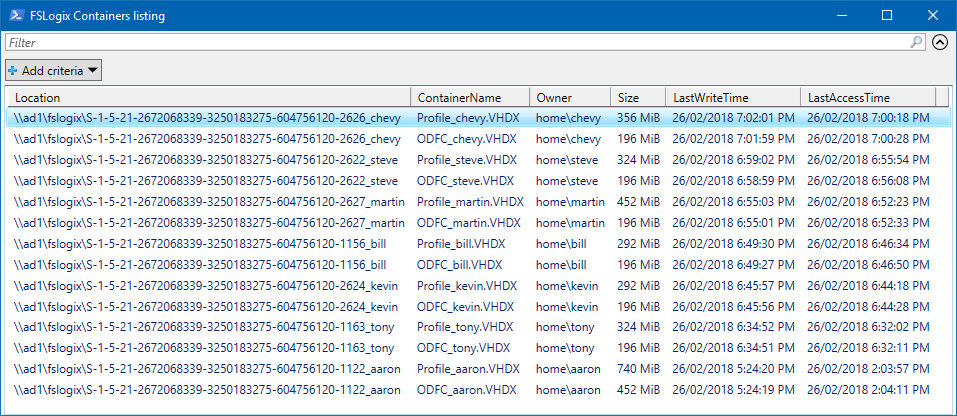 FSLogix Containers listing
Filter
Add criteria
Location ContainerName Owner Size LastWriteTime LastAccessTime
\\ad1\fslogix\S-1-5-21-2672068339-3250183275-604756120-2626_chevy Profile_chevy.VHDX home\chevy 356 MiB 26/02/2018 7:02:01 PM 26/02/2018 7:00:18 PM
\\ad1\fslogix\S-1-5-21-2672068339-3250183275-604756120-2626_chevy ODFC_chevy.VHDX home\chevy 196 MiB 26/02/2018 7:01:59 PM 26/02/2018 7:00:28 PM
\\ad1\fslogix\S-1-5-21-2672068339-3250183275-604756120-2622_steve Profile_steve.VHDX home\steve 324 MiB 26/02/2018 6:59:02 PM 26/02/2018 6:55:54 PM
\\ad1\fslogix\S-1-5-21-2672068339-3250183275-604756120-2622_steve ODFC_steve.VHDX home\steve 196 MiB 26/02/2018 6:58:59 PM 26/02/2018 6:56:08 PM
\\ad1\fslogix\S-1-5-21-2672068339-3250183275-604756120-2627_martin Profile_martin.VHDX home\martin 452 MiB 26/02/2018 6:55:03 PM 26/02/2018 6:52:23 PM
\\ad1\fslogix\S-1-5-21-2672068339-3250183275-604756120-2627_martin ODFC_martin.VHDX home\martin 196 MiB 26/02/2018 6:55:01 PM 26/02/2018 6:52:33 PM
\\ad1\fslogix\S-1-5-21-2672068339-3250183275-604756120-1156_bill Profile_bill.VHDX home\bill 292 MiB 26/02/2018 6:49:30 PM 26/02/2018 6:46:34 PM
\\ad1\fslogix\S-1-5-21-2672068339-3250183275-604756120-1156_bill ODFC_bill.VHDX home\bill 196 MiB 26/02/2018 6:49:27 PM 26/02/2018 6:46:50 PM
\\ad1\fslogix\S-1-5-21-2672068339-3250183275-604756120-2624_kevin Profile_kevin.VHDX home\kevin 292 MiB 26/02/2018 6:45:57 PM 26/02/2018 6:44:18 PM
\\ad1\fslogix\S-1-5-21-2672068339-3250183275-604756120-2624_kevin ODFC_kevin.VHDX home\kevin 196 MiB 26/02/2018 6:45:56 PM 26/02/2018 6:44:28 PM
\\ad1\fslogix\S-1-5-21-2672068339-3250183275-604756120-1163_tony Profile_tony.VHDX home\tony 324 MiB 26/02/2018 6:34:52 PM 26/02/2018 6:32:02 PM
\\ad1\fslogix\S-1-5-21-2672068339-3250183275-604756120-1163_tony ODFC_tony.VHDX home\tony 196 MiB 26/02/2018 6:34:51 PM 26/02/2018 6:32:11 PM
\\ad1\fslogix\S-1-5-21-2672068339-3250183275-604756120-1122_aaron Profile_aaron.VHDX home\aaron 740 MiB 26/02/2018 5:24:20 PM 26/02/2018 2:03:57 PM
\\ad1\fslogix\S-1-5-21-2672068339-3250183275-604756120-1122_aaron ODFC_aaron.VHDX home\aaron 452 MiB 26/02/2018 5:24:19 PM 26/02/2018 2:04:11 PM